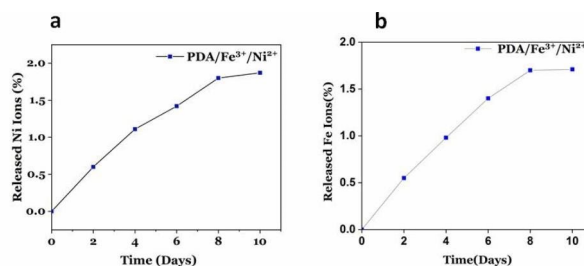 a
PDA/Fe³⁺/Ni²⁺
Released Ni Ions (%)
2.0
1.5
1.0
0.5
0.0
0 2 4 6 8 10
Time (Days)
b
PDA/Fe³⁺/Ni²⁺
Released Fe Ions(%)
2.0
1.5
1.0
0.5
0.0
0 2 4 6 8 10
Time(Days)